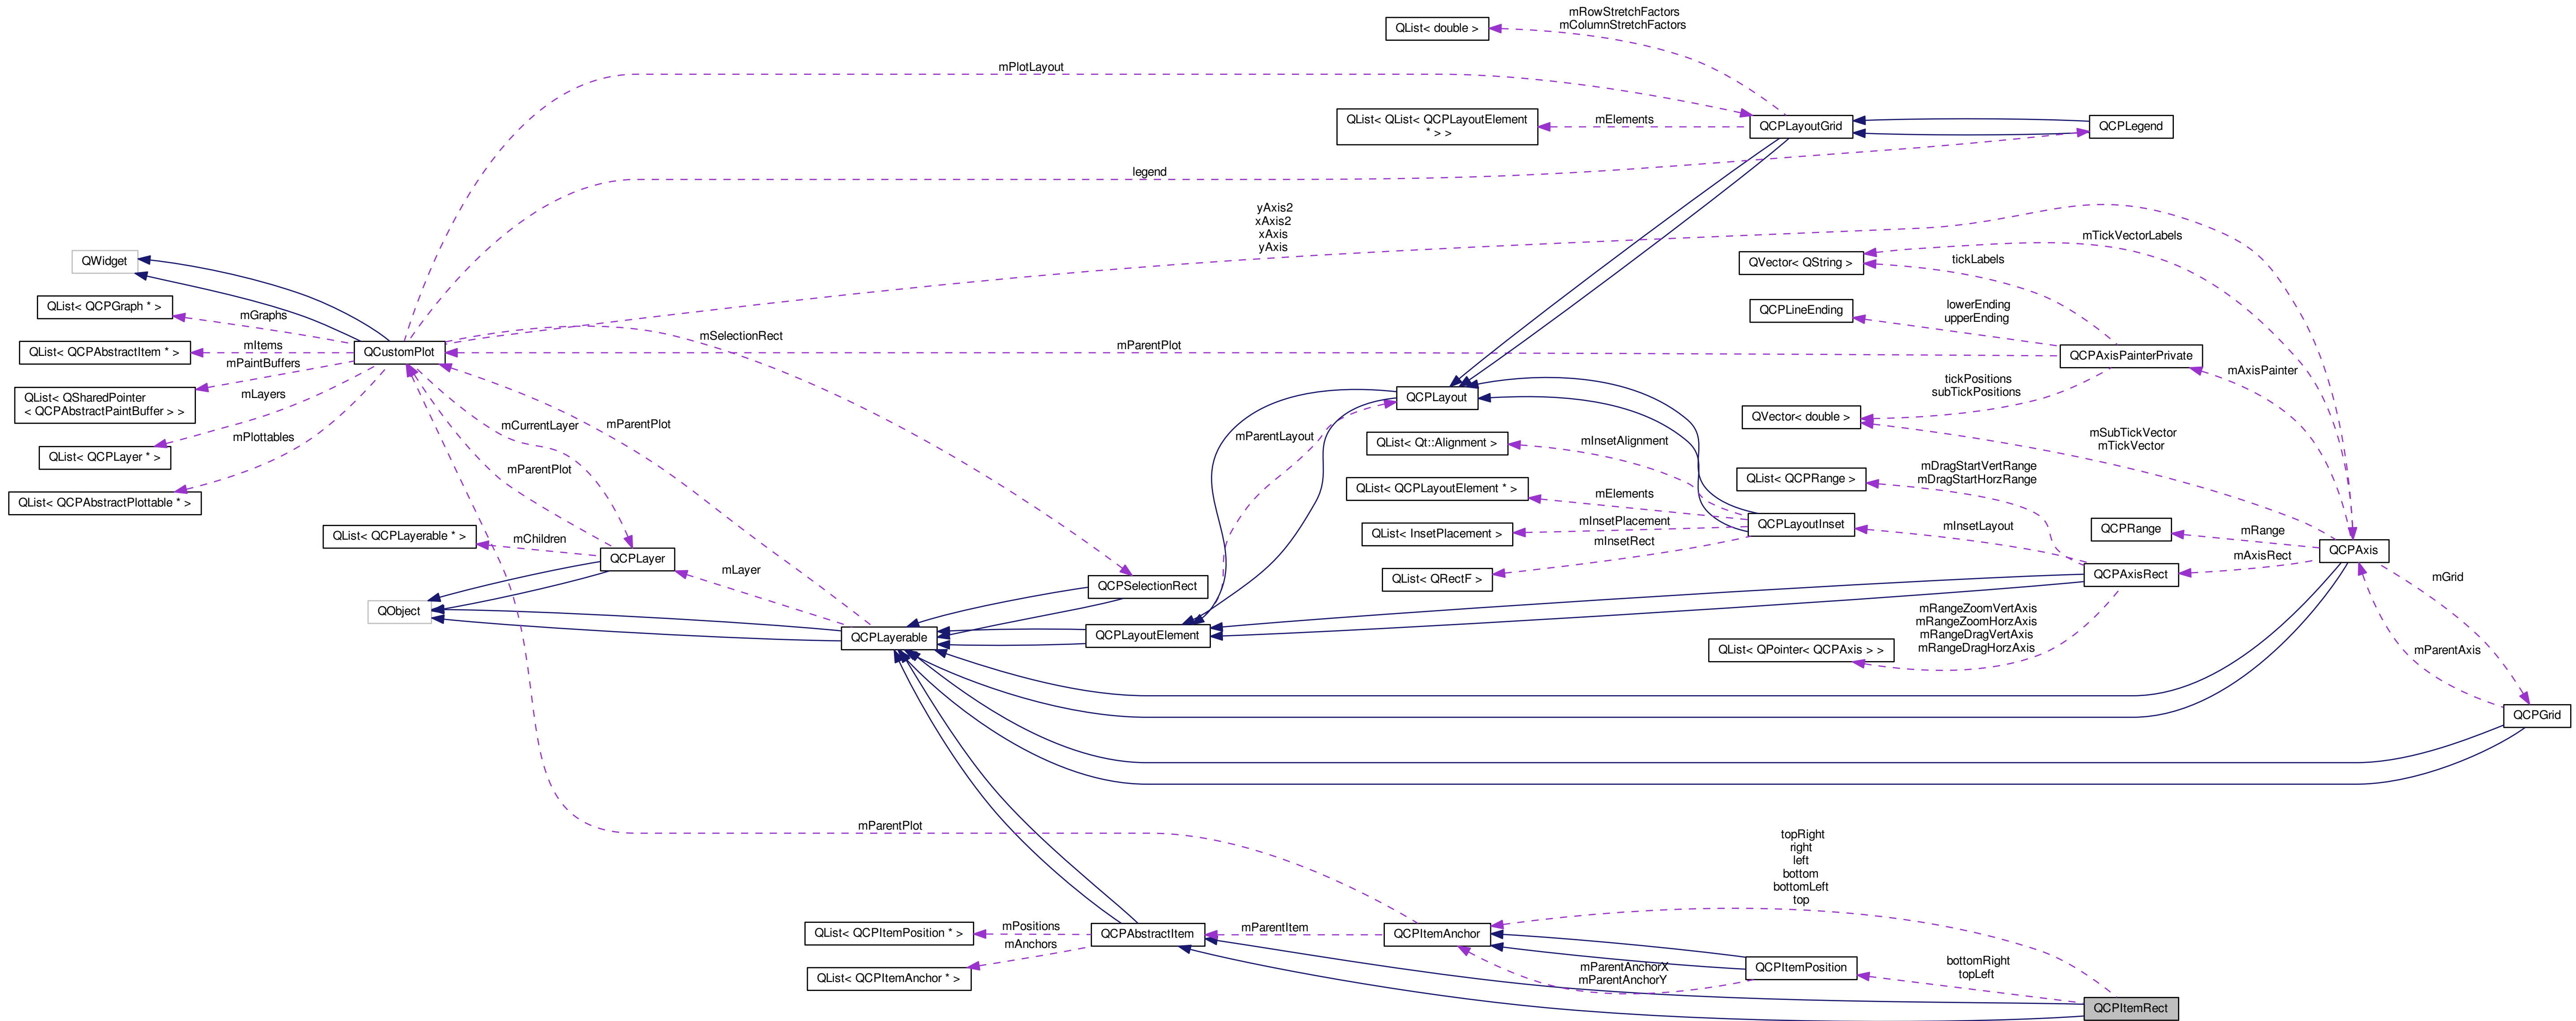 mRowStretchFactors
mColumnStretchFactors
QList< double >
mPlotLayout
QList< QList< QCPLayoutElement
* > >
mElements
QCPLayoutGrid
QCPLegend
legend
yAxis2
xAxis2
xAxis
yAxis
mTickVectorLabels
QWidget
QVector< QString >
tickLabels
QList< QCPGraph * >
mGraphs
QCPLineEnding
lowerEnding
upperEnding
mSelectionRect
QList< QCPAbstractItem * >
mItems
QCustomPlot
mParentPlot
QCPAxisPainterPrivate
mPaintBuffers
mAxisPainter
QList< QSharedPointer
< QCPAbstractPaintBuffer > >
mLayers
tickPositions
subTickPositions
QCPLayout
QVector< double >
mCurrentLayer
mParentPlot
mPlottables
mParentLayout
QList< Qt::Alignment >
mInsetAlignment
mSubTickVector
mTickVector
QList< QCPLayer * >
mParentPlot
QList< QCPRange >
mDragStartVertRange
mDragStartHorzRange
QList< QCPAbstractPlottable * >
QList< QCPLayoutElement * >
mElements
QCPLayoutInset
mInsetLayout
QList< QCPLayerable * >
mChildren
QList< InsetPlacement >
mInsetPlacement
QCPRange
mRange
QCPAxis
mInsetRect
QCPLayer
mAxisRect
mLayer
QCPSelectionRect
QList< QRectF >
QCPAxisRect
mGrid
QObject
QCPLayerable
QCPLayoutElement
mRangeZoomVertAxis
mRangeZoomHorzAxis
mRangeDragVertAxis
mRangeDragHorzAxis
QList< QPointer< QCPAxis > >
mParentAxis
QCPGrid
mParentPlot
topRight
right
left
bottom
bottomLeft
top
QList< QCPItemPosition * >
mPositions
QCPAbstractItem
mParentItem
QCPItemAnchor
mAnchors
QList< QCPItemAnchor * >
mParentAnchorX
mParentAnchorY
QCPItemPosition
bottomRight
topLeft
QCPItemRect